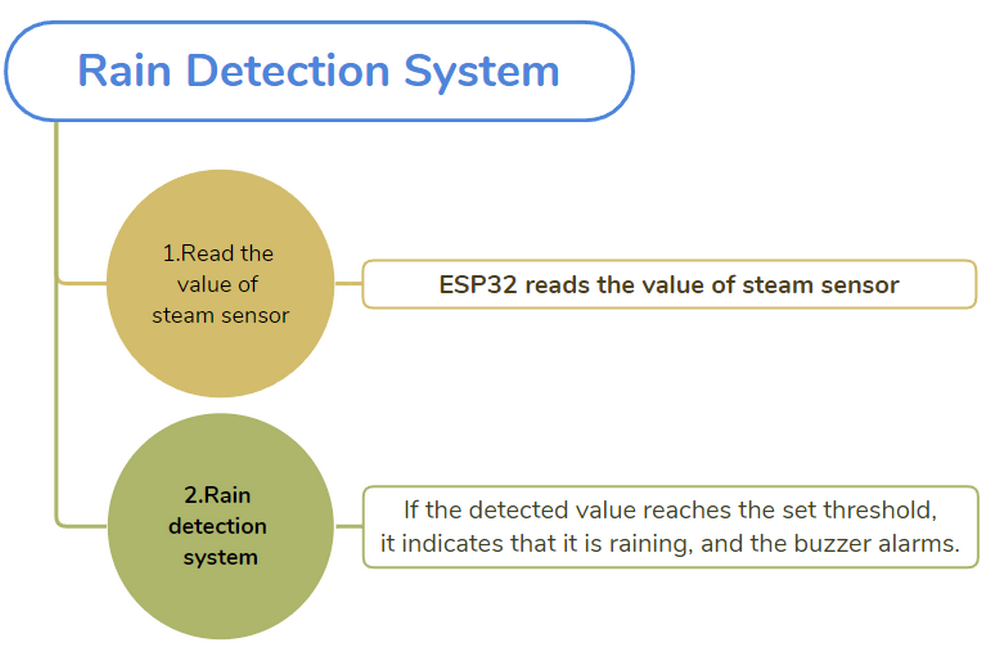 Rain Detection System
1.Read the
value of
steam sensor
ESP32 reads the value of steam sensor
2.Rain
detection
system
If the detected value reaches the set threshold,
it indicates that it is raining, and the buzzer alarms.